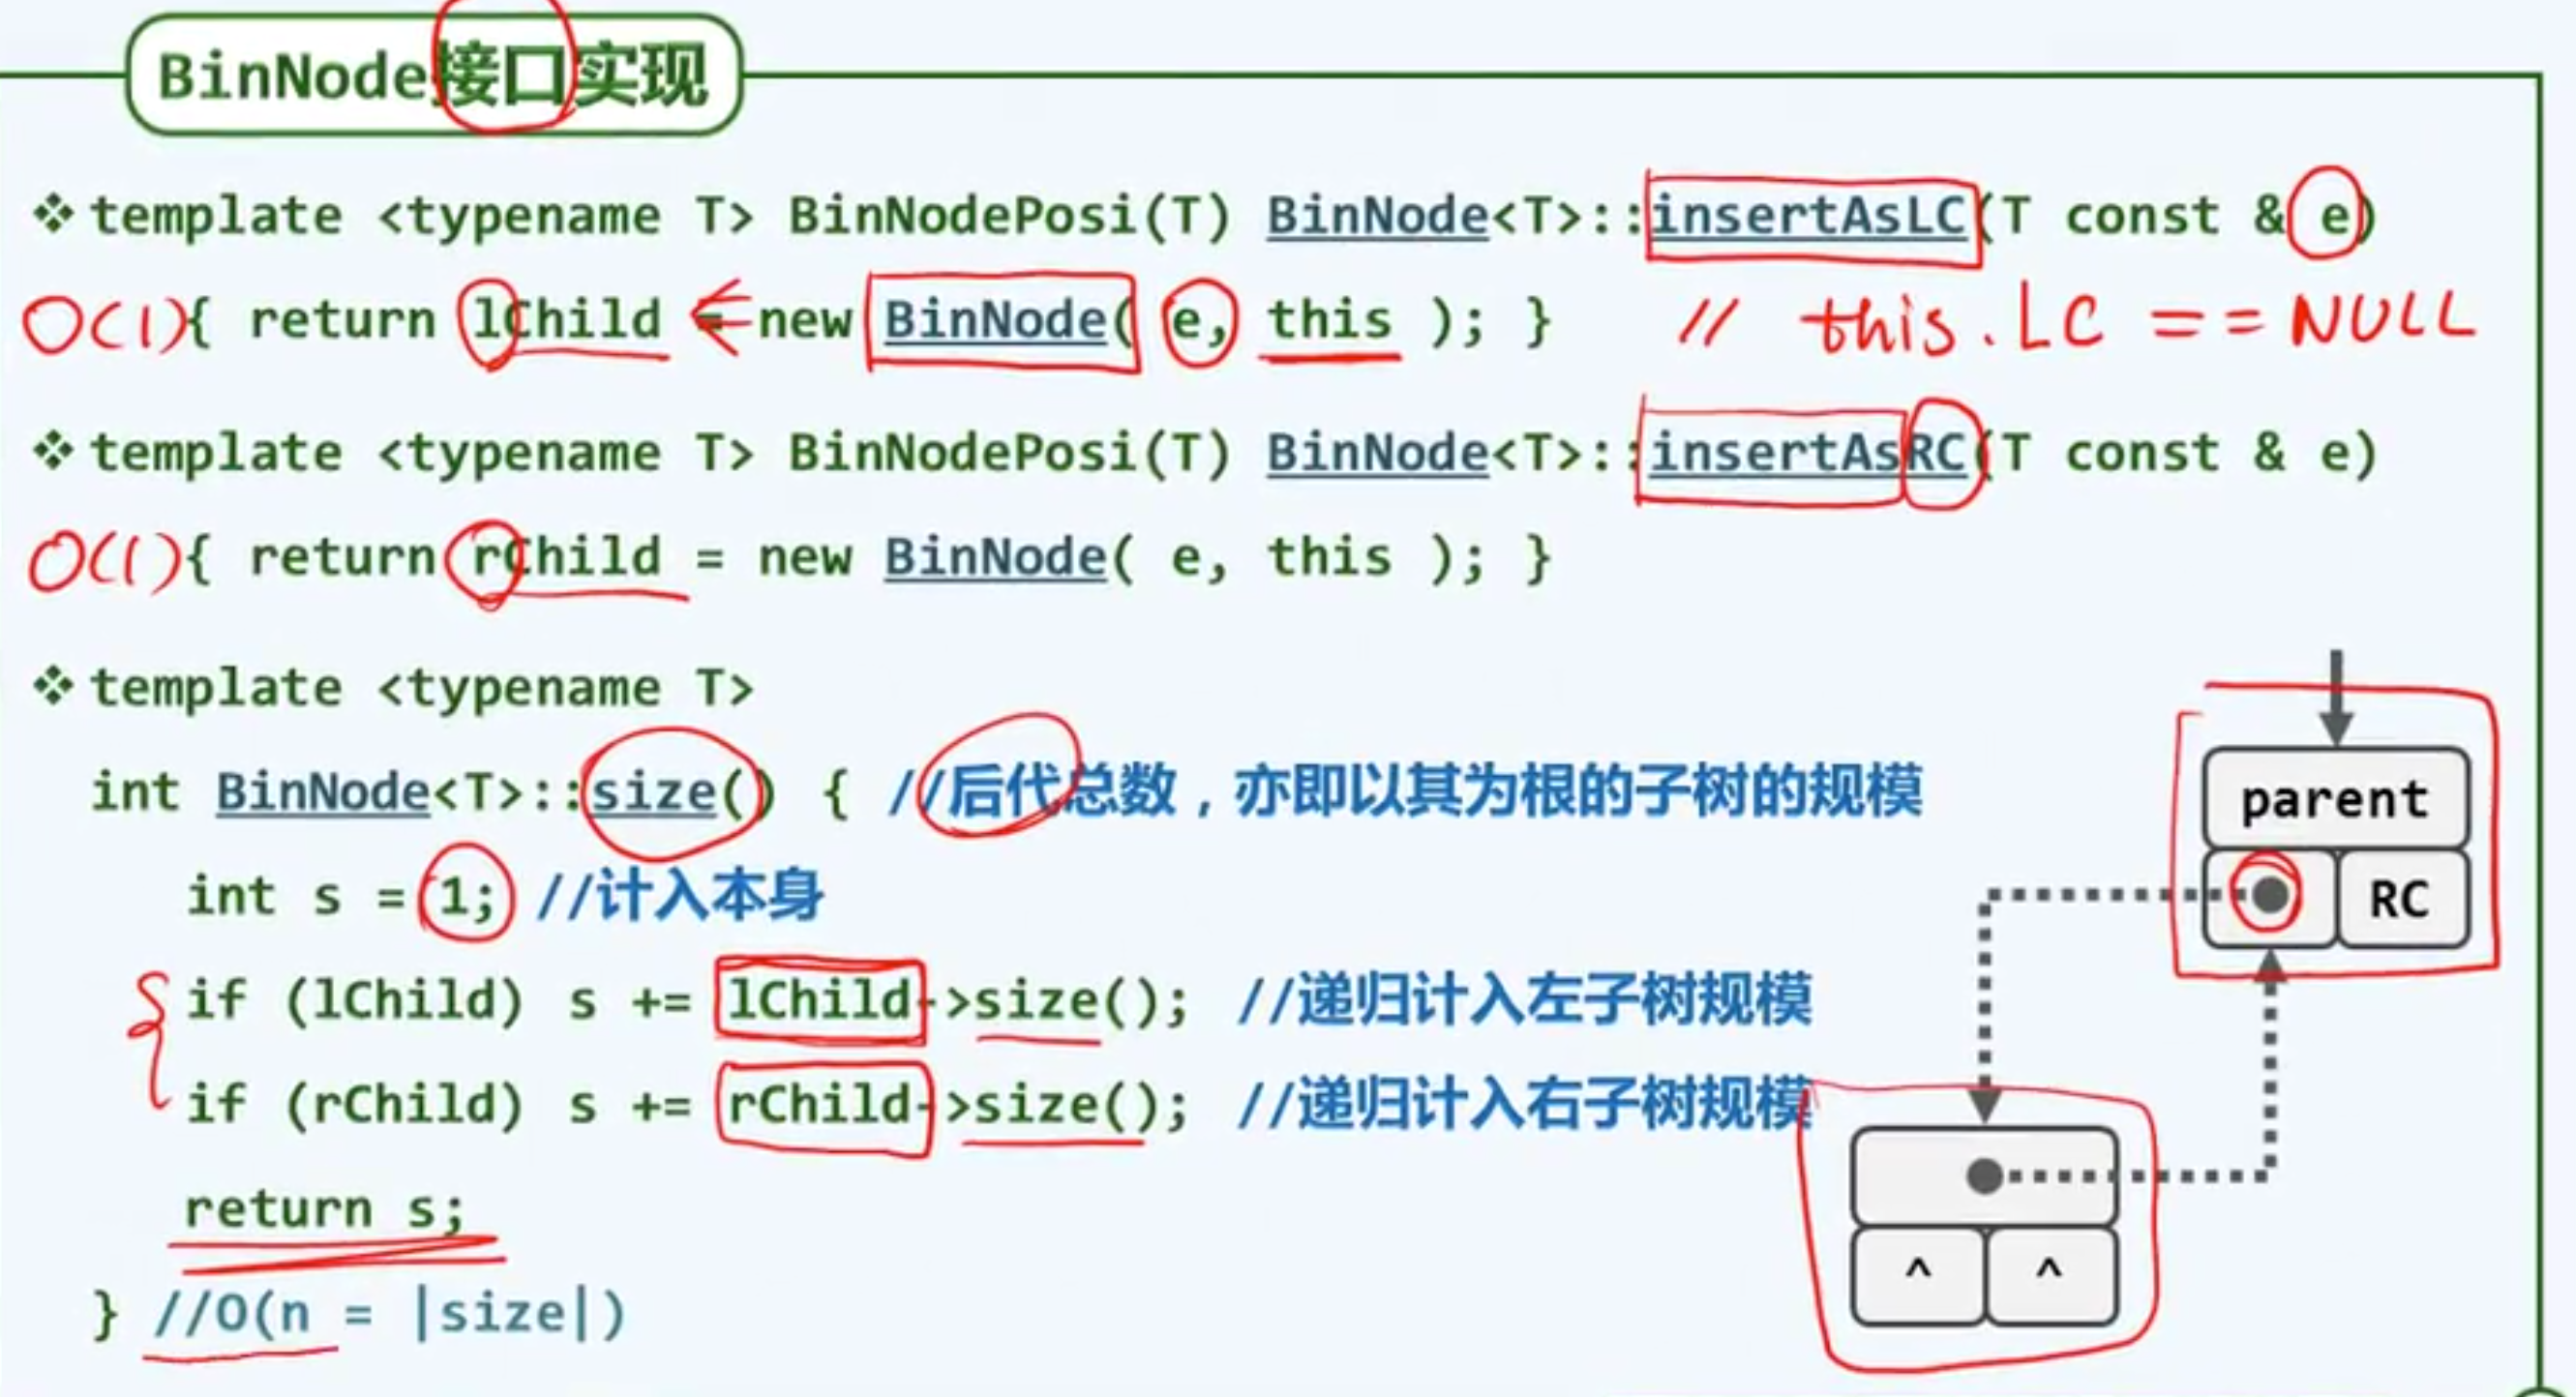 BinNode接口实现
❖template <typename T> BinNodePosi(T) BinNode<T>::insertAsLC(T const & e)
O(1){ return lChild = new BinNode( e, this ); } // this.LC == NULL
❖template <typename T> BinNodePosi(T) BinNode<T>::insertAsRC(T const & e)
O(1){ return rChild = new BinNode( e, this ); }
❖template <typename T>
int BinNode<T>::size() { //后代总数，亦即以其为根的子树的规模
int s = 1; //计入本身
if (lChild) s += lChild->size(); //递归计入左子树规模
if (rChild) s += rChild->size(); //递归计入右子树规模
return s;
} //O(n = |size|)
parent
RC
^ ^